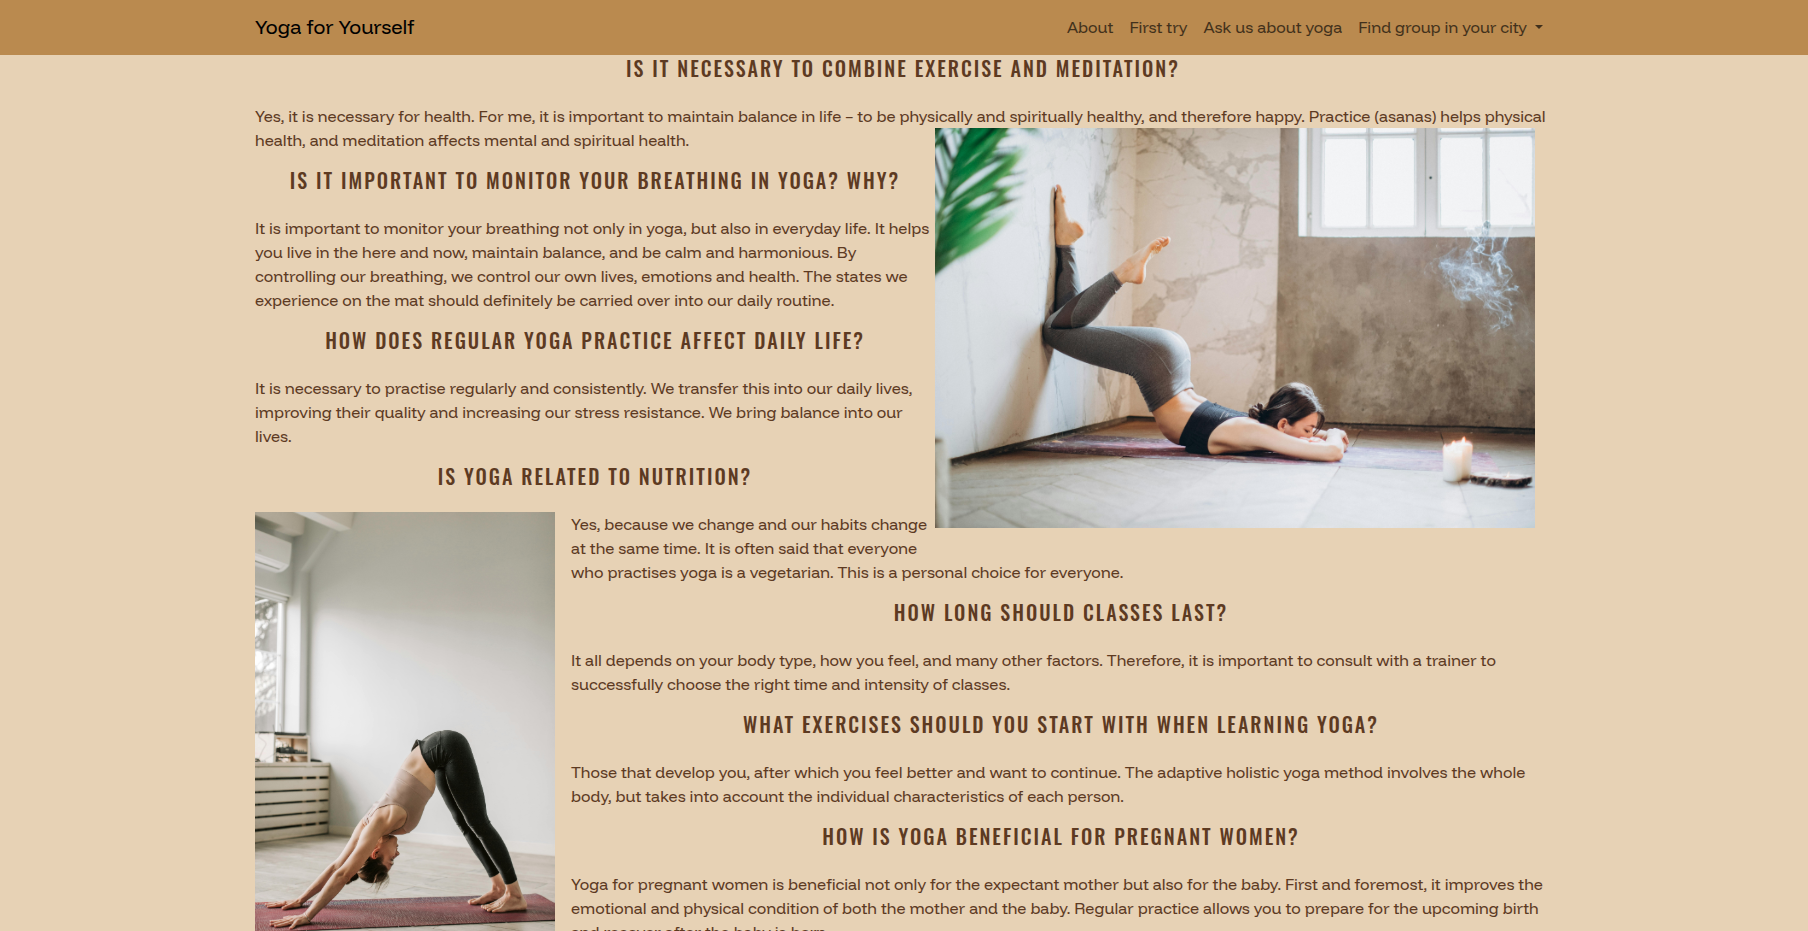 Yoga for Yourself
About First try Ask us about yoga Find group in your city
IS IT NECESSARY TO COMBINE EXERCISE AND MEDITATION?
Yes, it is necessary for health. For me, it is important to maintain balance in life – to be physically and spiritually healthy, and therefore happy. Practice (asanas) helps physical
health, and meditation affects mental and spiritual health.
IS IT IMPORTANT TO MONITOR YOUR BREATHING IN YOGA? WHY?
It is important to monitor your breathing not only in yoga, but also in everyday life. It helps
you live in the here and now, maintain balance, and be calm and harmonious. By
controlling our breathing, we control our own lives, emotions and health. The states we
experience on the mat should definitely be carried over into our daily routine.
HOW DOES REGULAR YOGA PRACTICE AFFECT DAILY LIFE?
It is necessary to practise regularly and consistently. We transfer this into our daily lives,
improving their quality and increasing our stress resistance. We bring balance into our
lives.
IS YOGA RELATED TO NUTRITION?
Yes, because we change and our habits change
at the same time. It is often said that everyone
who practises yoga is a vegetarian. This is a personal choice for everyone.
HOW LONG SHOULD CLASSES LAST?
It all depends on your body type, how you feel, and many other factors. Therefore, it is important to consult with a trainer to
successfully choose the right time and intensity of classes.
WHAT EXERCISES SHOULD YOU START WITH WHEN LEARNING YOGA?
Those that develop you, after which you feel better and want to continue. The adaptive holistic yoga method involves the whole
body, but takes into account the individual characteristics of each person.
HOW IS YOGA BENEFICIAL FOR PREGNANT WOMEN?
Yoga for pregnant women is beneficial not only for the expectant mother but also for the baby. First and foremost, it improves the
emotional and physical condition of both the mother and the baby. Regular practice allows you to prepare for the upcoming birth
and recover after the baby is born.